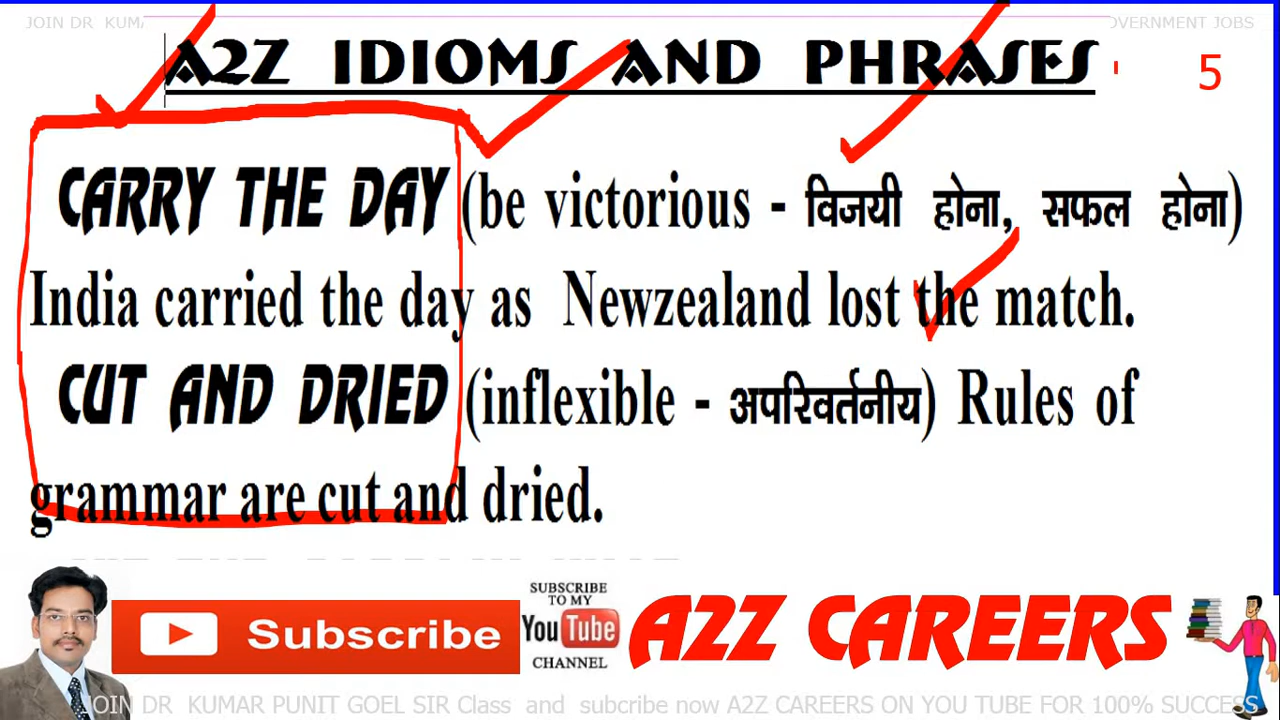 JOIN DR KUMA
OVERNMENT JOBS
A2Z IDIOMS AND PHRASES
5
CARRY THE DAY (be victorious - विजयी होना, सफल होना)
India carried the day as Newzealand lost the match.
CUT AND DRIED (inflexible - अपरिवर्तनीय) Rules of
grammar are cut and dried.
Subscribe
SUBSCRIBE
TO MY
YouTube
CHANNEL
A2Z CAREERS
JOIN DR KUMAR PUNIT GOEL SIR Class and subcribe now A2Z CAREERS ON YOU TUBE FOR 100% SUCCESS